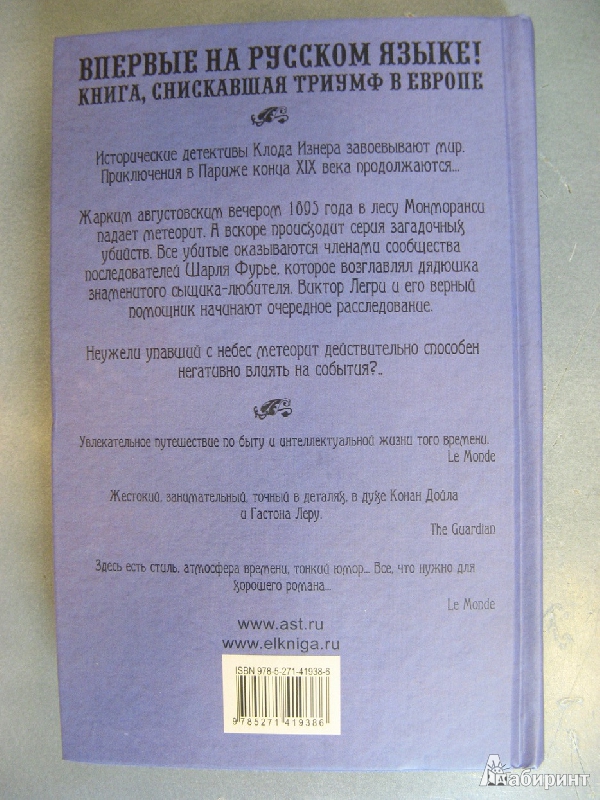 ВПЕРВЫЕ НА РУССКОМ ЯЗЫКЕ!
КНИГА, СНИСКАВШАЯ ТРИУМФ В ЕВРОПЕ
Исторические детективы Клода Изнера завоевывают мир.
Приключения в Париже конца XIX века продолжаются...
Жарким августовским вечером 1895 года в лесу Монморанси
падает метеорит. А вскоре происходит серия загадочных
убийств. Все убитые оказываются членами сообщества
последователей Шарля Фурье, которое возглавлял дядюшка
знаменитого сыщика-любителя. Виктор Легри и его верный
помощник начинают очередное расследование.
Неужели упавший с небес метеорит действительно способен
негативно влиять на события?..
Увлекательное путешествие по быту и интеллектуальной жизни того времени.
Le Monde
Жестокий, занимательный, точный в деталях, в духе Конан Дойла
и Гастона Леру.
The Guardian
Здесь есть стиль, атмосфера времени, тонкий юмор... Все, что нужно для
хорошего романа...
Le Monde
www.ast.ru
www.elkniga.ru
ISBN 978-5-271-41938-6
9 785271 419386
Лабиринт